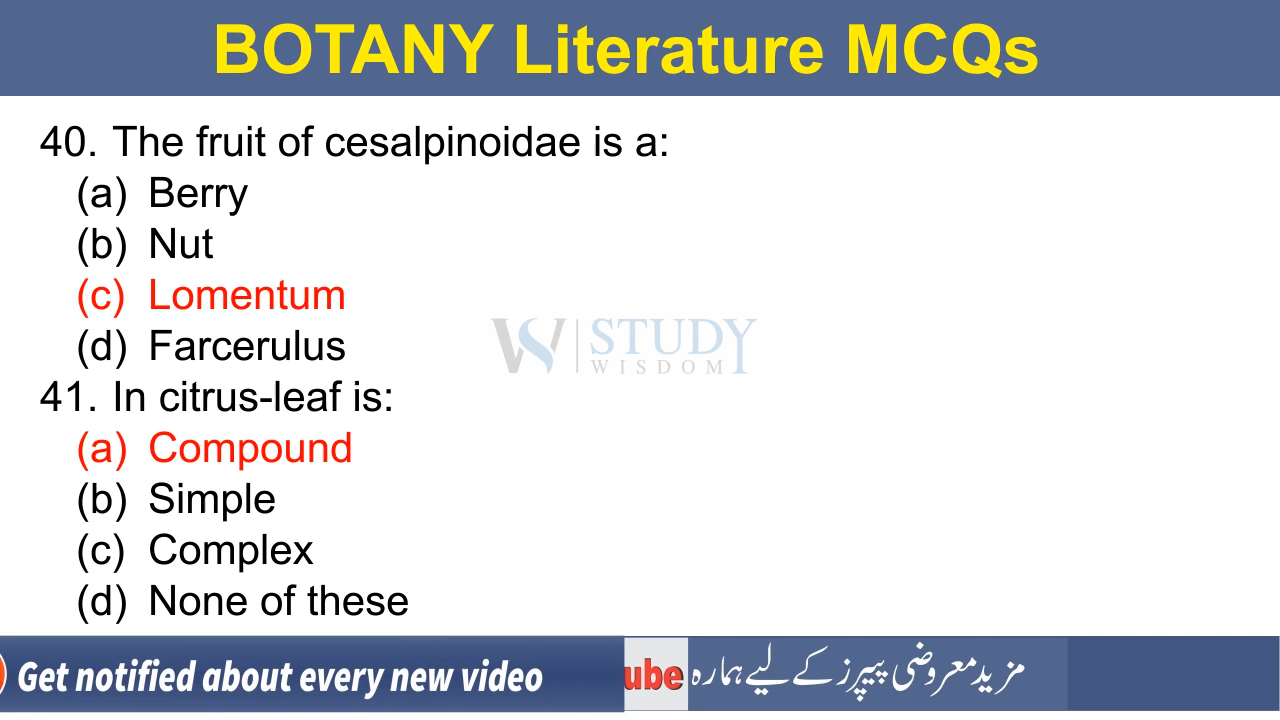 BOTANY Literature MCQs
40. The fruit of cesalpinoidae is a:
(a) Berry
(b) Nut
(c) Lomentum
(d) Farcerulus
WS STUDY
WISDOM
41. In citrus-leaf is:
(a) Compound
(b) Simple
(c) Complex
(d) None of these
Get notified about every new video
ube مزید معروضی پیپرز کے لیے ہمارہ